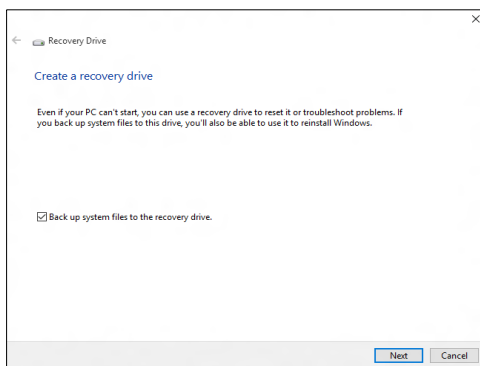 Recovery Drive
Create a recovery drive
Even if your PC can't start, you can use a recovery drive to reset it or troubleshoot problems. If
you back up system files to this drive, you'll also be able to use it to reinstall Windows.
Back up system files to the recovery drive.
Next Cancel